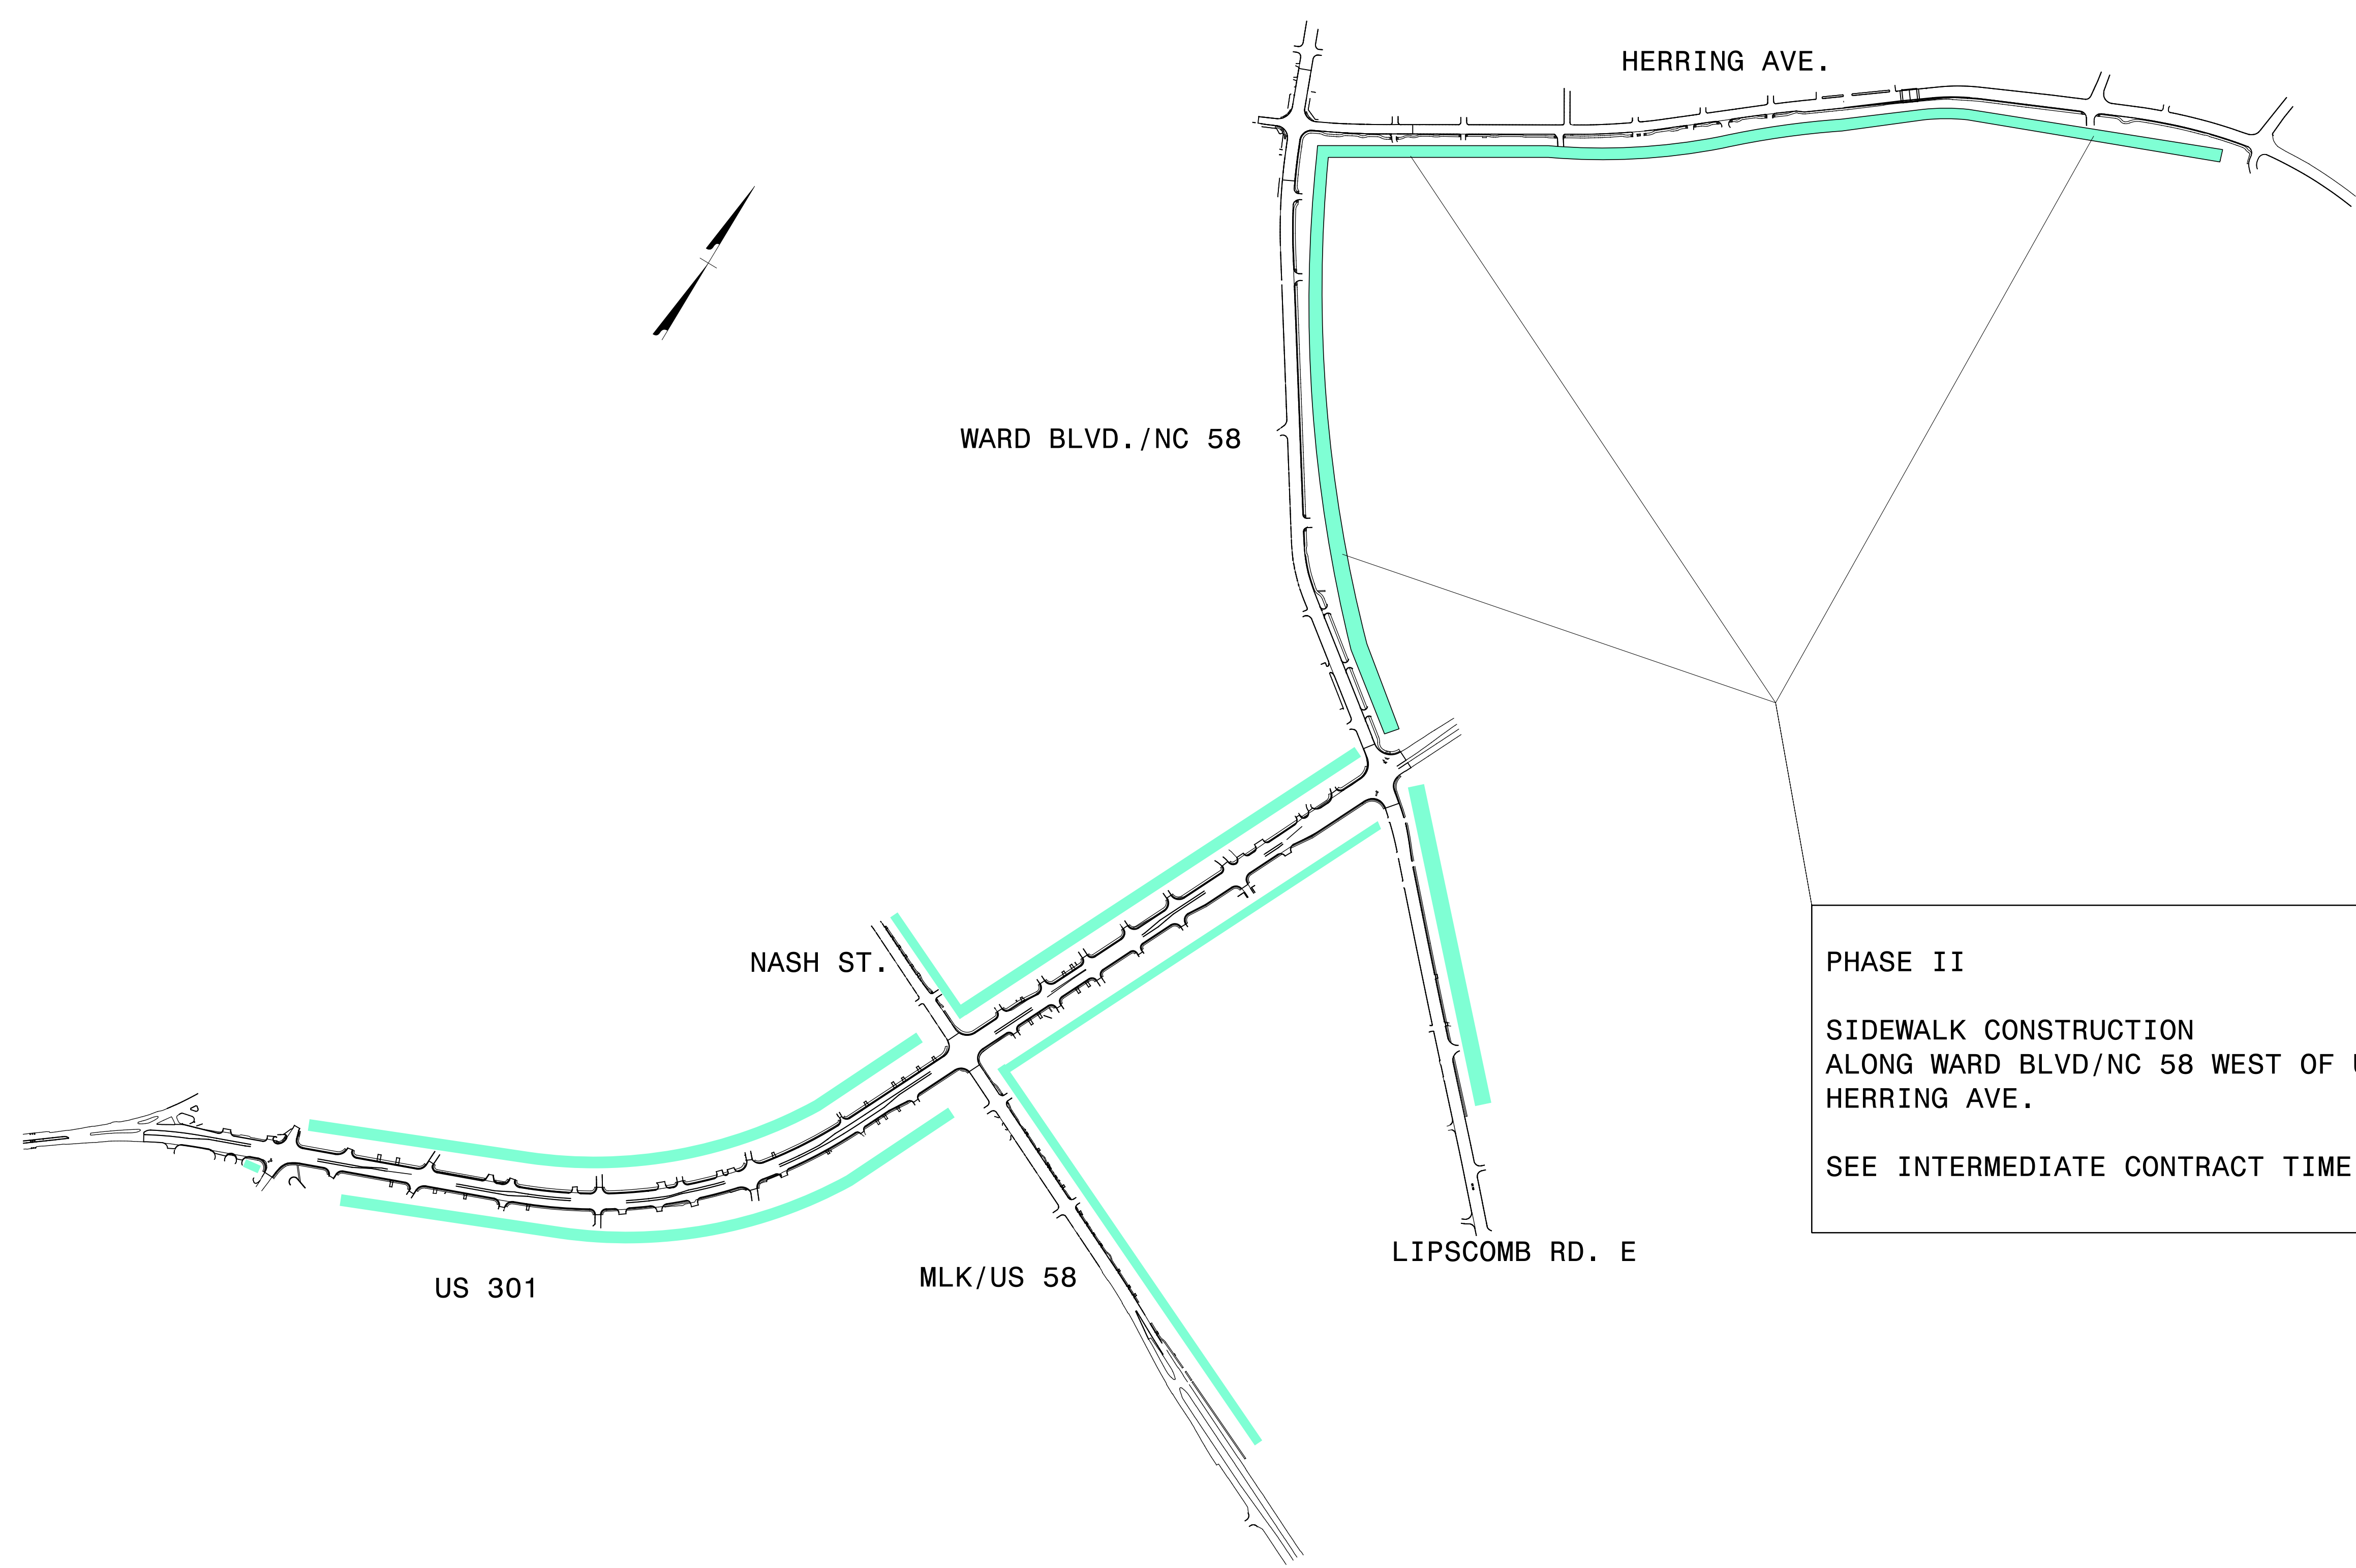 HERRING AVE.
WARD BLVD./NC 58
NASH ST.
PHASE II
SIDEWALK CONSTRUCTION
ALONG WARD BLVD/NC 58 WEST OF
HERRING AVE.
SEE INTERMEDIATE CONTRACT TIME
LIPSCOMB RD. E
MLK/US 58
US 301